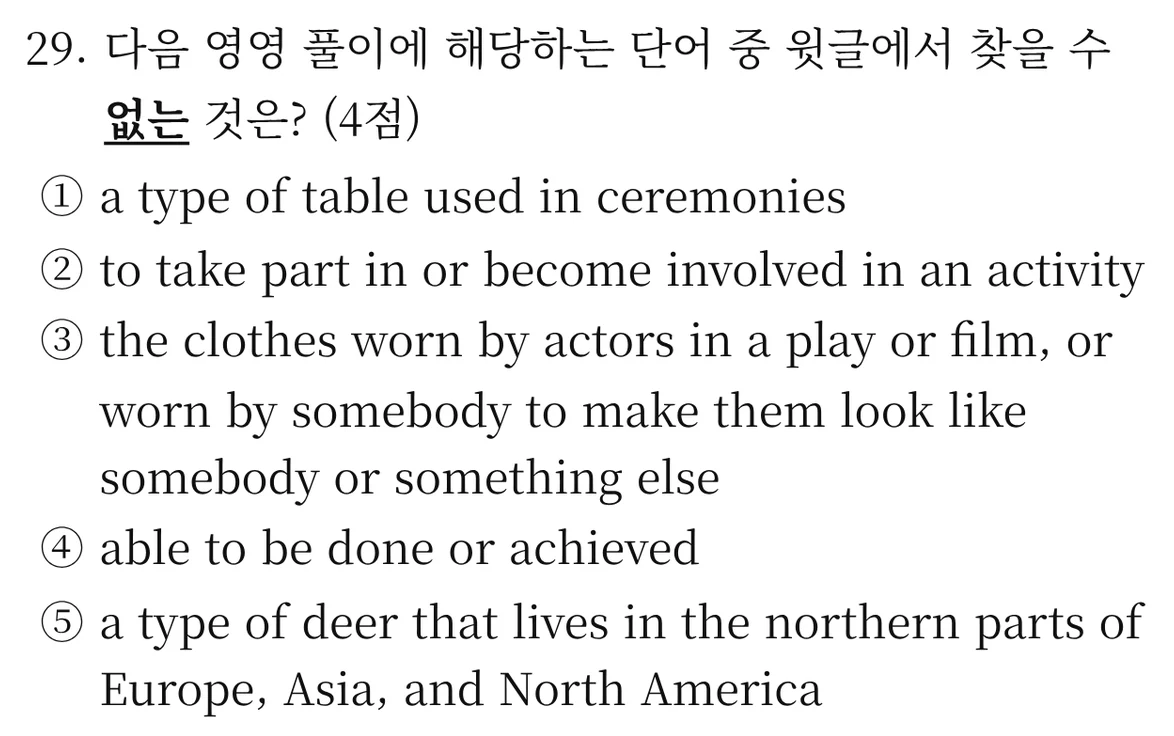 29. 다음 영영 풀이에 해당하는 단어 중 윗글에서 찾을 수
없는 것은? (4점)
① a type of table used in ceremonies
② to take part in or become involved in an activity
③ the clothes worn by actors in a play or film, or
worn by somebody to make them look like
somebody or something else
④ able to be done or achieved
⑤ a type of deer that lives in the northern parts of
Europe, Asia, and North America